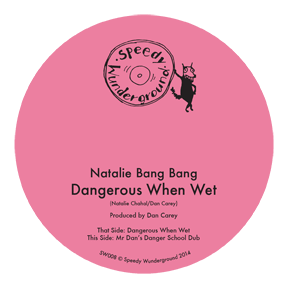 Speedy
Wunderground
Natalie Bang Bang
Dangerous When Wet
(Natalie Chahal/Dan Carey)
Produced by Dan Carey
That Side: Dangerous When Wet
This Side: Mr Dan's Danger School Dub
SW008 © Speedy Wunderground 2014